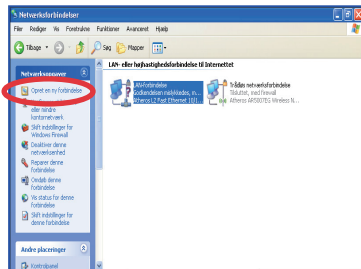 Netværksforbindelser
Filer Rediger Vis Foretrukne Funktioner Avanceret Hjælp
Tilbage Søg Mapper
Netværksopgaver
Opret en ny forbindelse
eller mindre
kontornetværk
Skift indstillinger for
Windows Firewall
Deaktiver denne
netværksenhed
Reparer denne
forbindelse
Omdøb denne
forbindelse
Vis status for denne
forbindelse
Skift indstillinger for
denne forbindelse
Andre placeringer
Kontrolpanel
LAN- eller højhastighedsforbindelse til Internettet
LAN-forbindelse
Godkendelsen mislykkedes, m...
Atheros L2 Fast Ethernet 10/1...
Trådløs netværksforbindelse
Tilsluttet, med firewall
Atheros AR5007EG Wireless N...